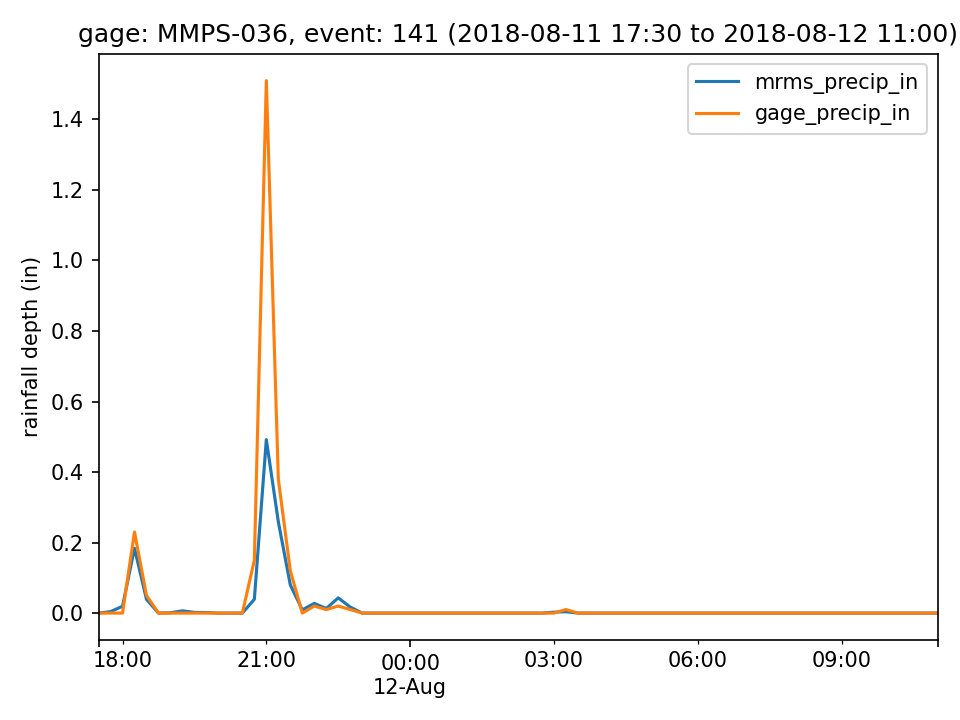 gage: MMPS-036, event: 141 (2018-08-11 17:30 to 2018-08-12 11:00)
mrms_precip_in
gage_precip_in
rainfall depth (in)
1.4
1.2
1.0
0.8
0.6
0.4
0.2
0.0
18:00 21:00 00:00 03:00 06:00 09:00
12-Aug